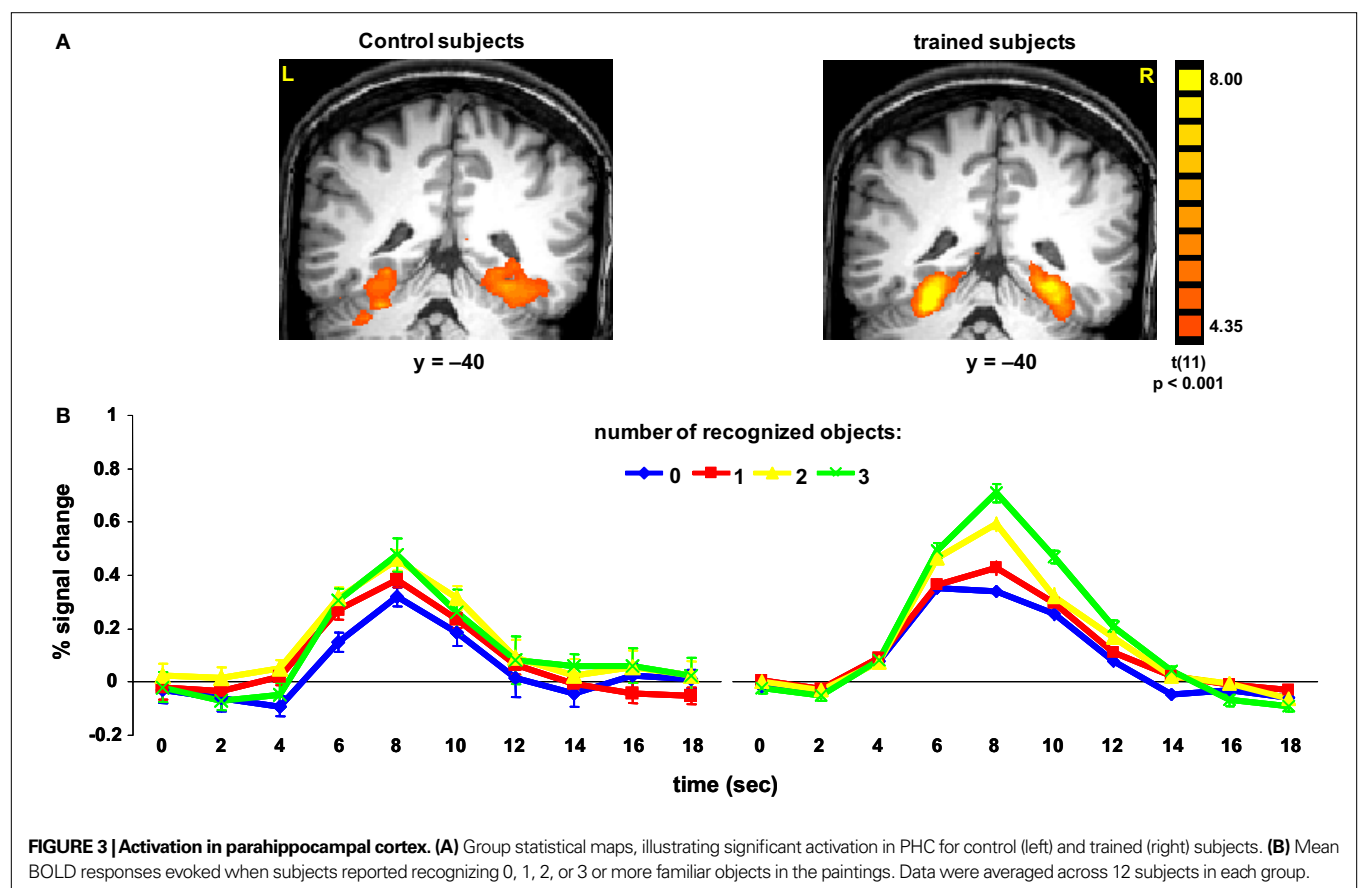 A
Control subjects
trained subjects
L
R
8.00
4.35
y = –40
y = –40
t(11)
p < 0.001
B
number of recognized objects:
0 1 2 3
% signal change
1
0.8
0.6
0.4
0.2
0
-0.2
0 2 4 6 8 10 12 14 16 18
0 2 4 6 8 10 12 14 16 18
time (sec)
FIGURE 3 | Activation in parahippocampal cortex. (A) Group statistical maps, illustrating significant activation in PHC for control (left) and trained (right) subjects. (B) Mean
BOLD responses evoked when subjects reported recognizing 0, 1, 2, or 3 or more familiar objects in the paintings. Data were averaged across 12 subjects in each group.